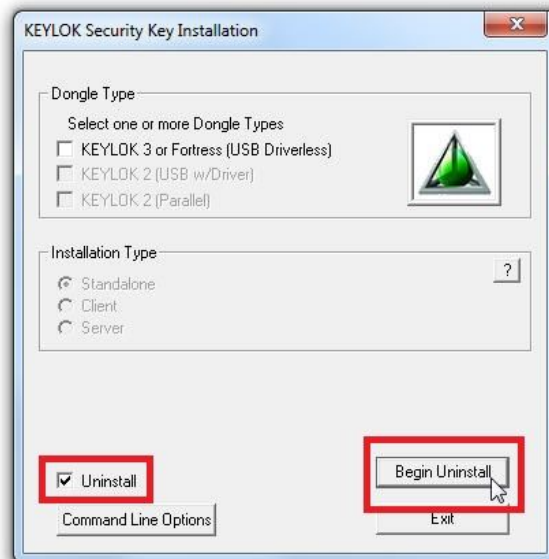 KEYLOK Security Key Installation
Dongle Type
Select one or more Dongle Types
KEYLOK 3 or Fortress (USB Driverless)
KEYLOK 2 (USB w/Driver)
KEYLOK 2 (Parallel)
Installation Type
?
Standalone
Client
Server
Uninstall
Begin Uninstall
Command Line Options
Exit